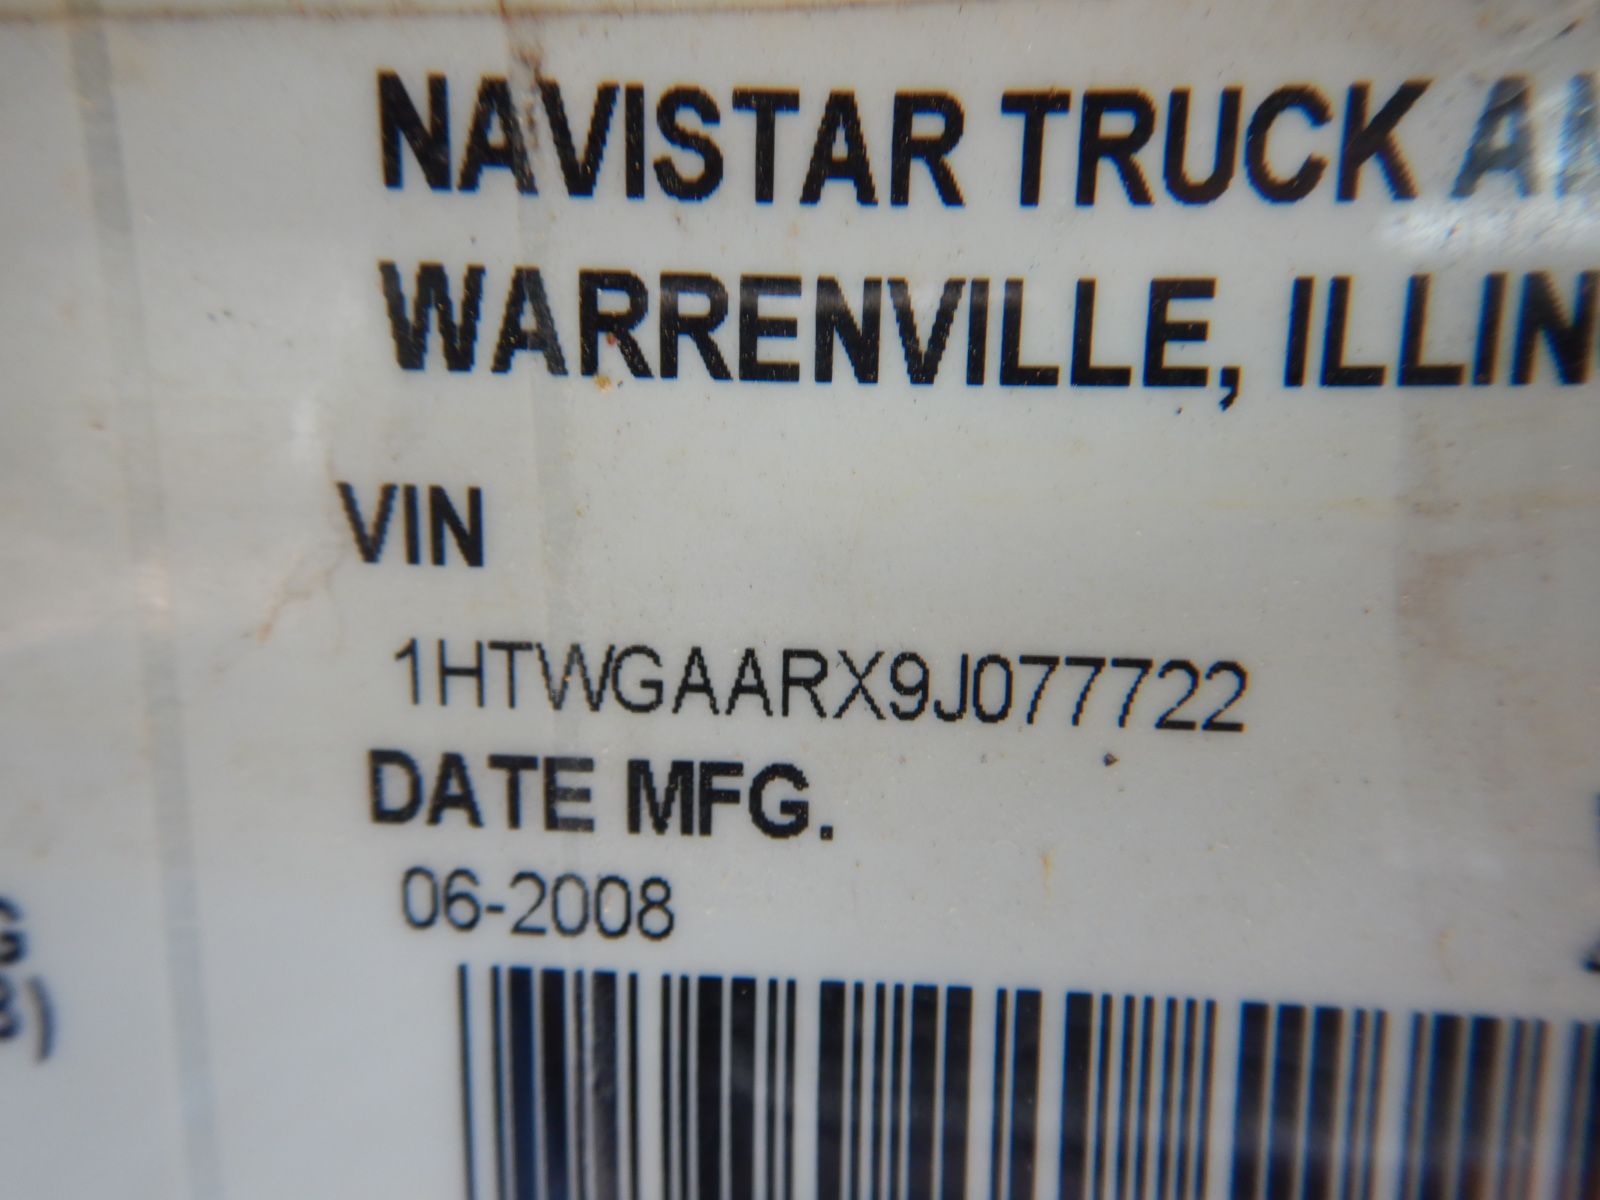 NAVISTAR TRUCK
WARRENVILLE, ILLIN
VIN
1HTWGAARX9J077722
DATE MFG.
06-2008